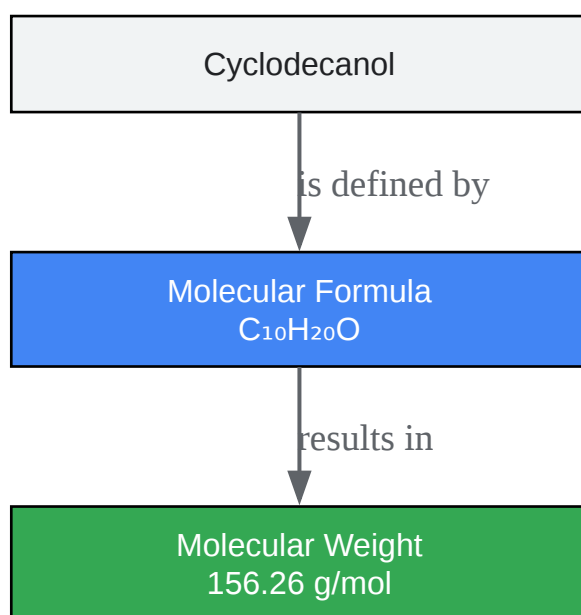 Cyclodecanol
is defined by
Molecular Formula
C₁₀H₂₀O
results in
Molecular Weight
156.26 g/mol